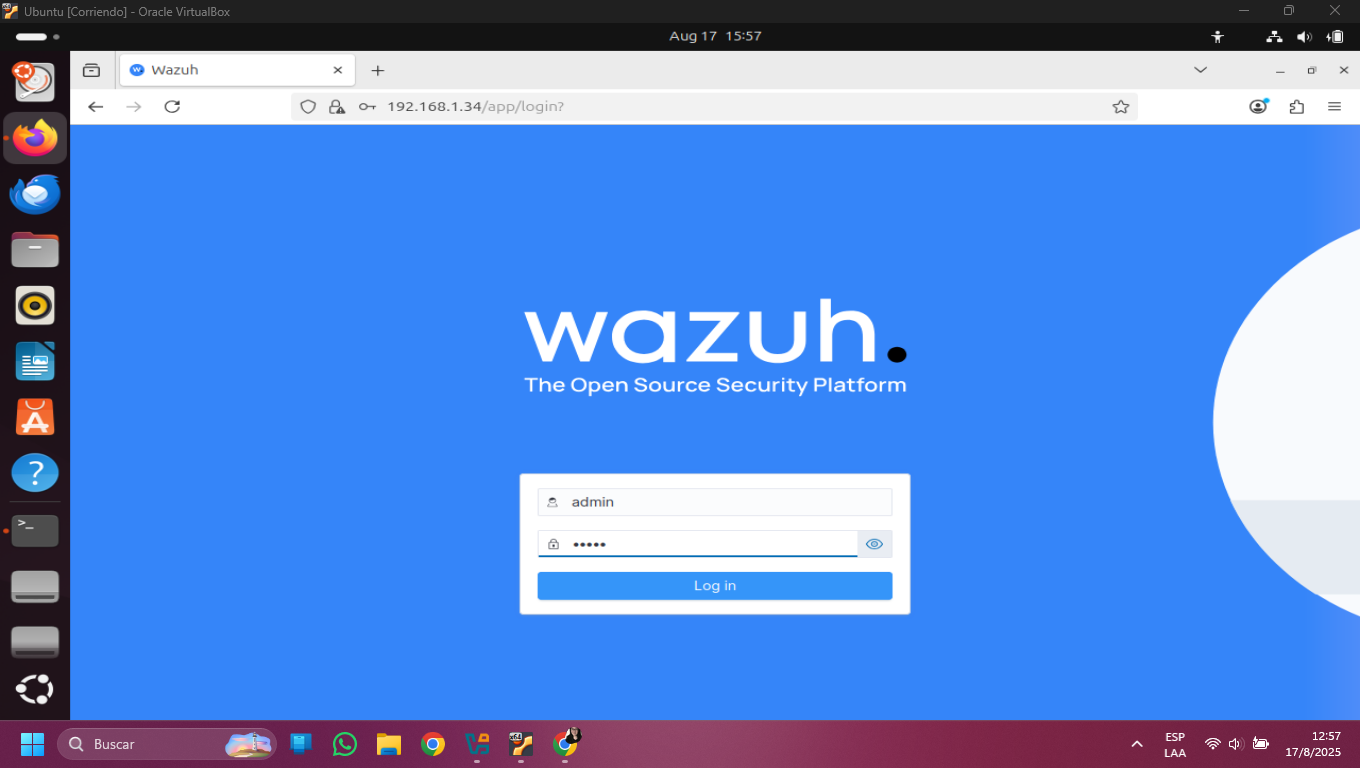 Ubuntu [Corriendo] - Oracle VirtualBox
Aug 17 15:57
Wazuh
192.168.1.34/app/login?
wazuh.
The Open Source Security Platform
admin
•••••
Log in
Buscar
ESP
LAA
12:57
17/8/2025